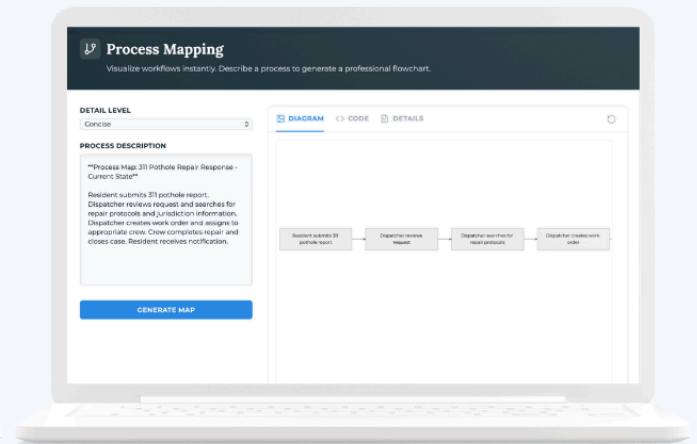 Process Mapping
Visualize workflows instantly. Describe a process to generate a professional flowchart.
DETAIL LEVEL
Concise
PROCESS DESCRIPTION
**Process Map: 311 Pothole Repair Response -
Current State**
Resident submits 311 pothole report.
Dispatcher reviews request and searches for
repair protocols and jurisdiction information.
Dispatcher creates work order and assigns to
appropriate crew. Crew completes repair and
closes case. Resident receives notification.
GENERATE MAP
DIAGRAM
<> CODE
DETAILS
Resident submits 311
pothole report
Dispatcher reviews
request
Dispatcher searches for
repair protocols
Dispatcher creates work
order